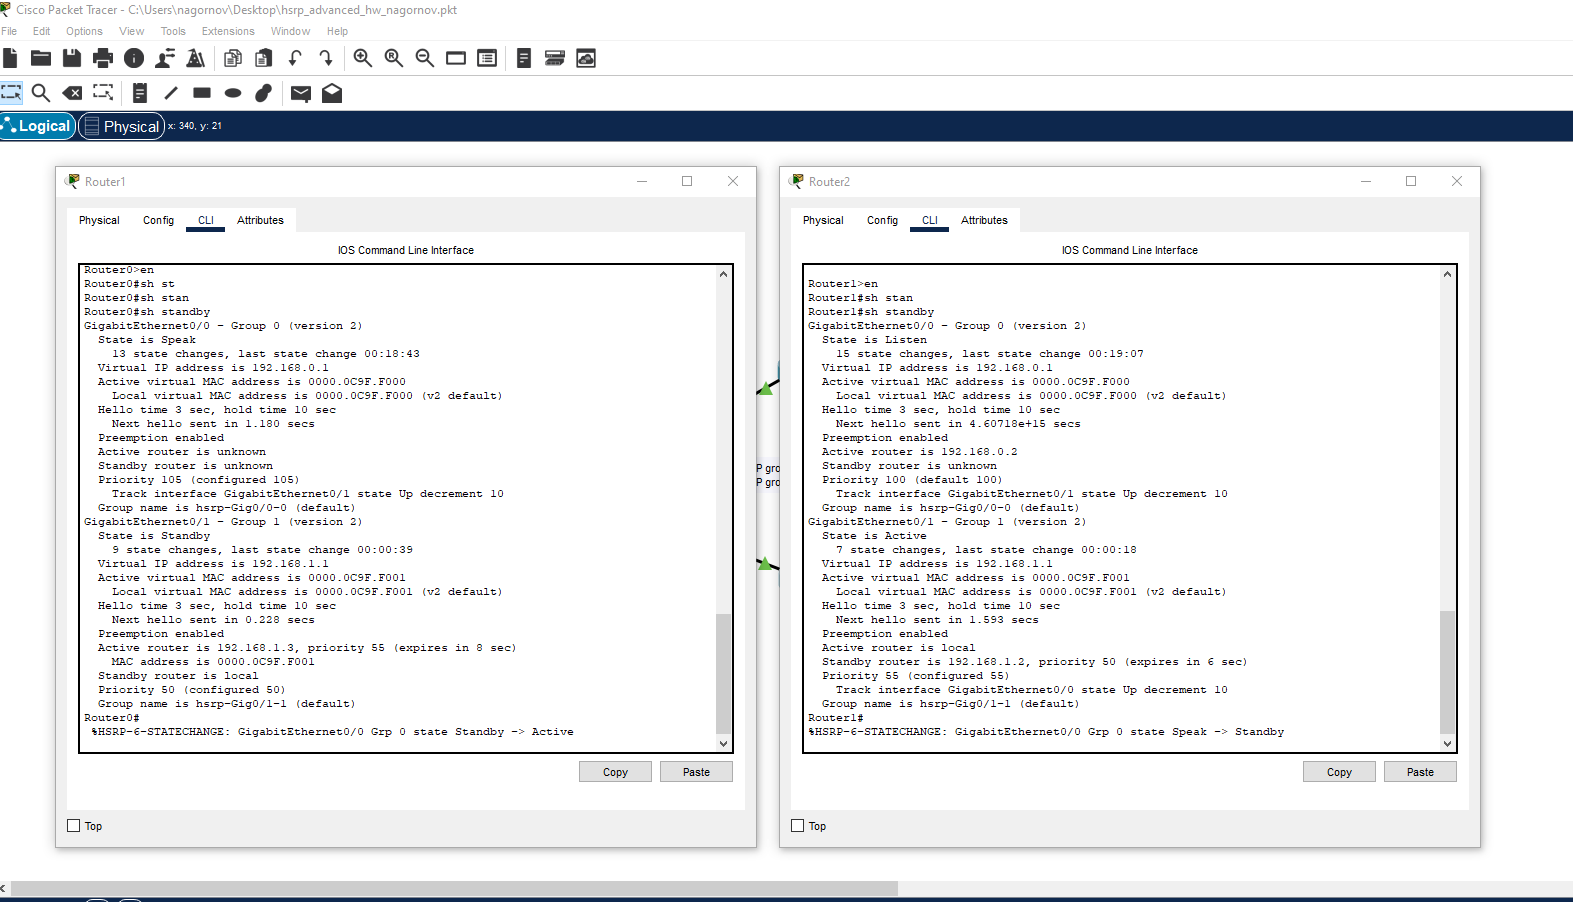 Cisco Packet Tracer - C:\Users\nagornov\Desktop\hsrp_advanced_hw_nagornov.pkt
File Edit Options View Tools Extensions Window Help
Logical Physical x: 340, y: 21
Router1
Physical Config CLI Attributes
IOS Command Line Interface
Router0>en
Router0#sh st
Router0#sh stan
Router0#sh standby
GigabitEthernet0/0 - Group 0 (version 2)
State is Speak
13 state changes, last state change 00:18:43
Virtual IP address is 192.168.0.1
Active virtual MAC address is 0000.0C9F.F000
Local virtual MAC address is 0000.0C9F.F000 (v2 default)
Hello time 3 sec, hold time 10 sec
Next hello sent in 1.180 secs
Preemption enabled
Active router is unknown
Standby router is unknown
Priority 105 (configured 105)
Track interface GigabitEthernet0/1 state Up decrement 10
Group name is hsrp-Gig0/0-0 (default)
GigabitEthernet0/1 - Group 1 (version 2)
State is Standby
9 state changes, last state change 00:00:39
Virtual IP address is 192.168.1.1
Active virtual MAC address is 0000.0C9F.F001
Local virtual MAC address is 0000.0C9F.F001 (v2 default)
Hello time 3 sec, hold time 10 sec
Next hello sent in 0.228 secs
Preemption enabled
Active router is 192.168.1.3, priority 55 (expires in 8 sec)
MAC address is 0000.0C9F.F001
Standby router is local
Priority 50 (configured 50)
Group name is hsrp-Gig0/1-1 (default)
Router0#
%HSRP-6-STATECHANGE: GigabitEthernet0/0 Grp 0 state Standby -> Active
Copy Paste
Top
P gro
P gro
Router2
Physical Config CLI Attributes
IOS Command Line Interface
Router1>en
Router1#sh stan
Router1#sh standby
GigabitEthernet0/0 - Group 0 (version 2)
State is Listen
15 state changes, last state change 00:19:07
Virtual IP address is 192.168.0.1
Active virtual MAC address is 0000.0C9F.F000
Local virtual MAC address is 0000.0C9F.F000 (v2 default)
Hello time 3 sec, hold time 10 sec
Next hello sent in 4.60718e+15 secs
Preemption enabled
Active router is 192.168.0.2
Standby router is unknown
Priority 100 (default 100)
Track interface GigabitEthernet0/1 state Up decrement 10
Group name is hsrp-Gig0/0-0 (default)
GigabitEthernet0/1 - Group 1 (version 2)
State is Active
7 state changes, last state change 00:00:18
Virtual IP address is 192.168.1.1
Active virtual MAC address is 0000.0C9F.F001
Local virtual MAC address is 0000.0C9F.F001 (v2 default)
Hello time 3 sec, hold time 10 sec
Next hello sent in 1.593 secs
Preemption enabled
Active router is local
Standby router is 192.168.1.2, priority 50 (expires in 6 sec)
Priority 55 (configured 55)
Track interface GigabitEthernet0/0 state Up decrement 10
Group name is hsrp-Gig0/1-1 (default)
Router1#
%HSRP-6-STATECHANGE: GigabitEthernet0/0 Grp 0 state Speak -> Standby
Copy Paste
Top